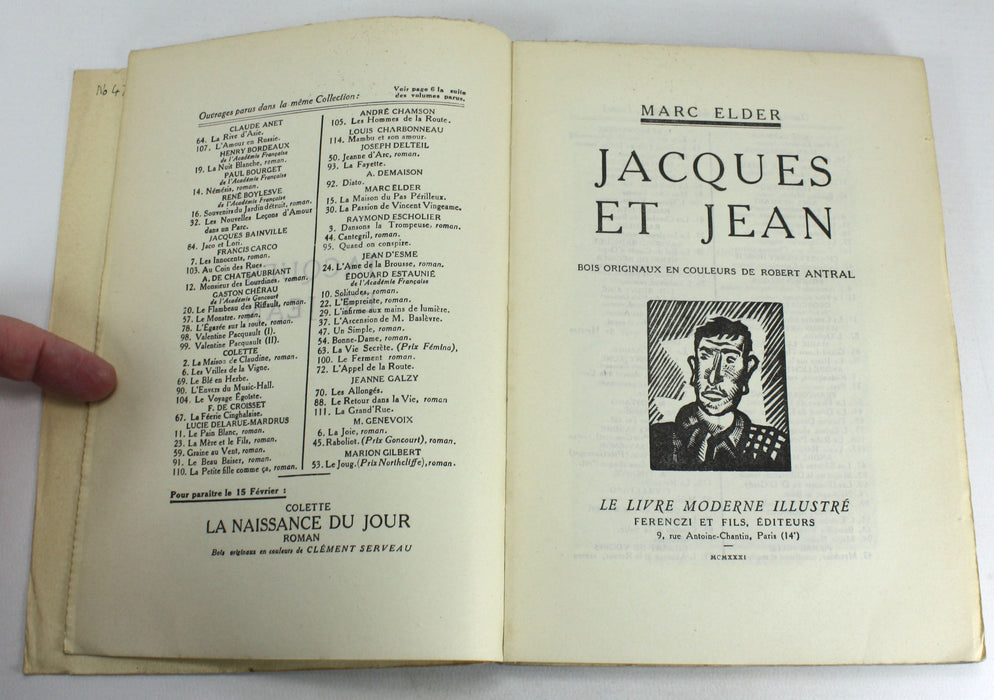 No 47
Ouvrages parus dans la même Collection :
Voir page 6 la suite
des volumes parus.
CLAUDE ANET
64. La Rive d'Asie.
107. L'Amour en Russie.
HENRY BORDEAUX
de l'Académie Française
19. La Nuit Blanche, roman.
PAUL BOURGET
de l'Académie Française
14. Némésis, roman.
RENÉ BOYLESVE
de l'Académie Française
16. Souvenirs du Jardin détruit, roman.
32. Les Nouvelles Leçons d'Amour
dans un Parc.
JACQUES BAINVILLE
84. Jaco et Lori.
FRANCIS CARCO
7. Les Innocents, roman.
103. Au Coin des Rues.
A. DE CHATEAUBRIANT
12. Monsieur des Lourdines, roman.
GASTON CHÉRAU
de l'Académie Goncourt
20. Le Flambeau des Riffault, roman.
57. Le Monstre, roman.
78. L'Égarée sur la route, roman.
98. Valentine Pacquault (I).
99. Valentine Pacquault (II).
COLETTE
2. La Maison de Claudine, roman.
6. Les Vrilles de la Vigne.
69. Le Blé en Herbe.
90. L'Envers du Music-Hall.
104. Le Voyage Égoïste.
F. DE CROISSET
67. La Féerie Cinghalaise.
LUCIE DELARUE-MARDRUS
11. Le Pain Blanc, roman.
23. La Mère et le Fils, roman.
59. Graine au Vent, roman.
91. Le Beau Baiser, roman.
110. La Petite fille comme ça, roman.
ANDRÉ CHAMSON
105. Les Hommes de la Route.
LOUIS CHARBONNEAU
114. Mambu et son amour.
JOSEPH DELTEIL
50. Jeanne d'Arc, roman.
93. La Fayette.
A. DEMAISON
92. Diato.
MARC ELDER
15. La Maison du Pas Périlleux.
30. La Passion de Vincent Vingeame.
RAYMOND ESCHOLIER
3. Dansons la Trompeuse, roman.
44. Cantegril, roman.
95. Quand on conspire.
JEAN D'ESME
24. L'Ame de la Brousse, roman.
ÉDOUARD ESTAUNIÉ
de l'Académie Française
10. Solitudes, roman.
22. L'Empreinte, roman.
29. L'infirme aux mains de lumière.
37. L'Arcension de M. Baslèvre.
47. Un Simple, roman.
54. Bonne-Dame, roman.
63. La Vie Secrète. (Prix Fémina),
100. Le Ferment roman.
72. L'Appel de la Route.
JEANNE GALZY
70. Les Allongés.
88. Le Retour dans la Vie, roman
111. La Grand'Rue.
M. GENEVOIX
6. La Joie, roman.
45. Raboliot. (Prix Goncourt), roman.
MARION GILBERT
53. Le Joug. (Prix Northcliffe), roman.
Pour paraître le 15 Février :
COLETTE
LA NAISSANCE DU JOUR
ROMAN
Bois originaux en couleurs de CLÉMENT SERVEAU
MARC ELDER
JACQUES
ET JEAN
BOIS ORIGINAUX EN COULEURS DE ROBERT ANTRAL
LE LIVRE MODERNE ILLUSTRÉ
FERENCZI ET FILS, ÉDITEURS
9, rue Antoine-Chantin, Paris (14e)
MCMXXXI